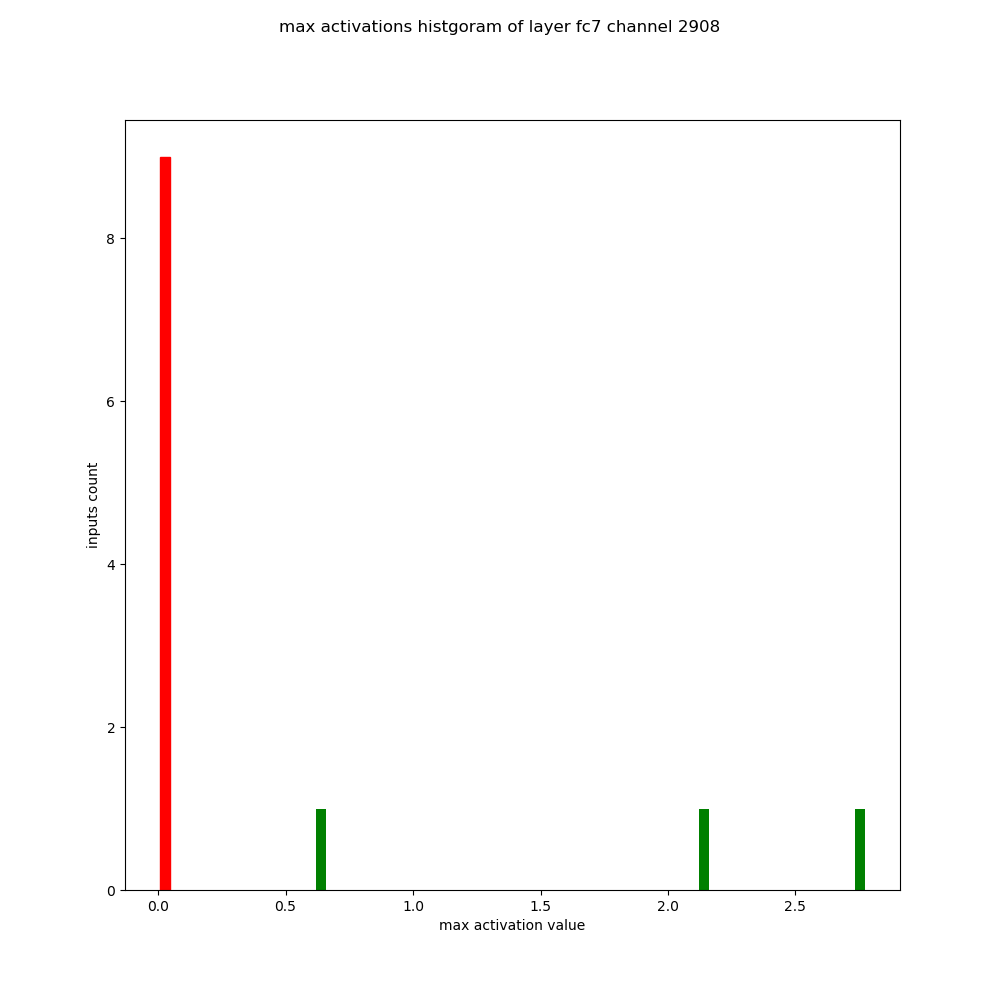 max activations histgoram of layer fc7 channel 2908
8
6
4
2
0
inputs count
0.0 0.5 1.0 1.5 2.0 2.5
max activation value